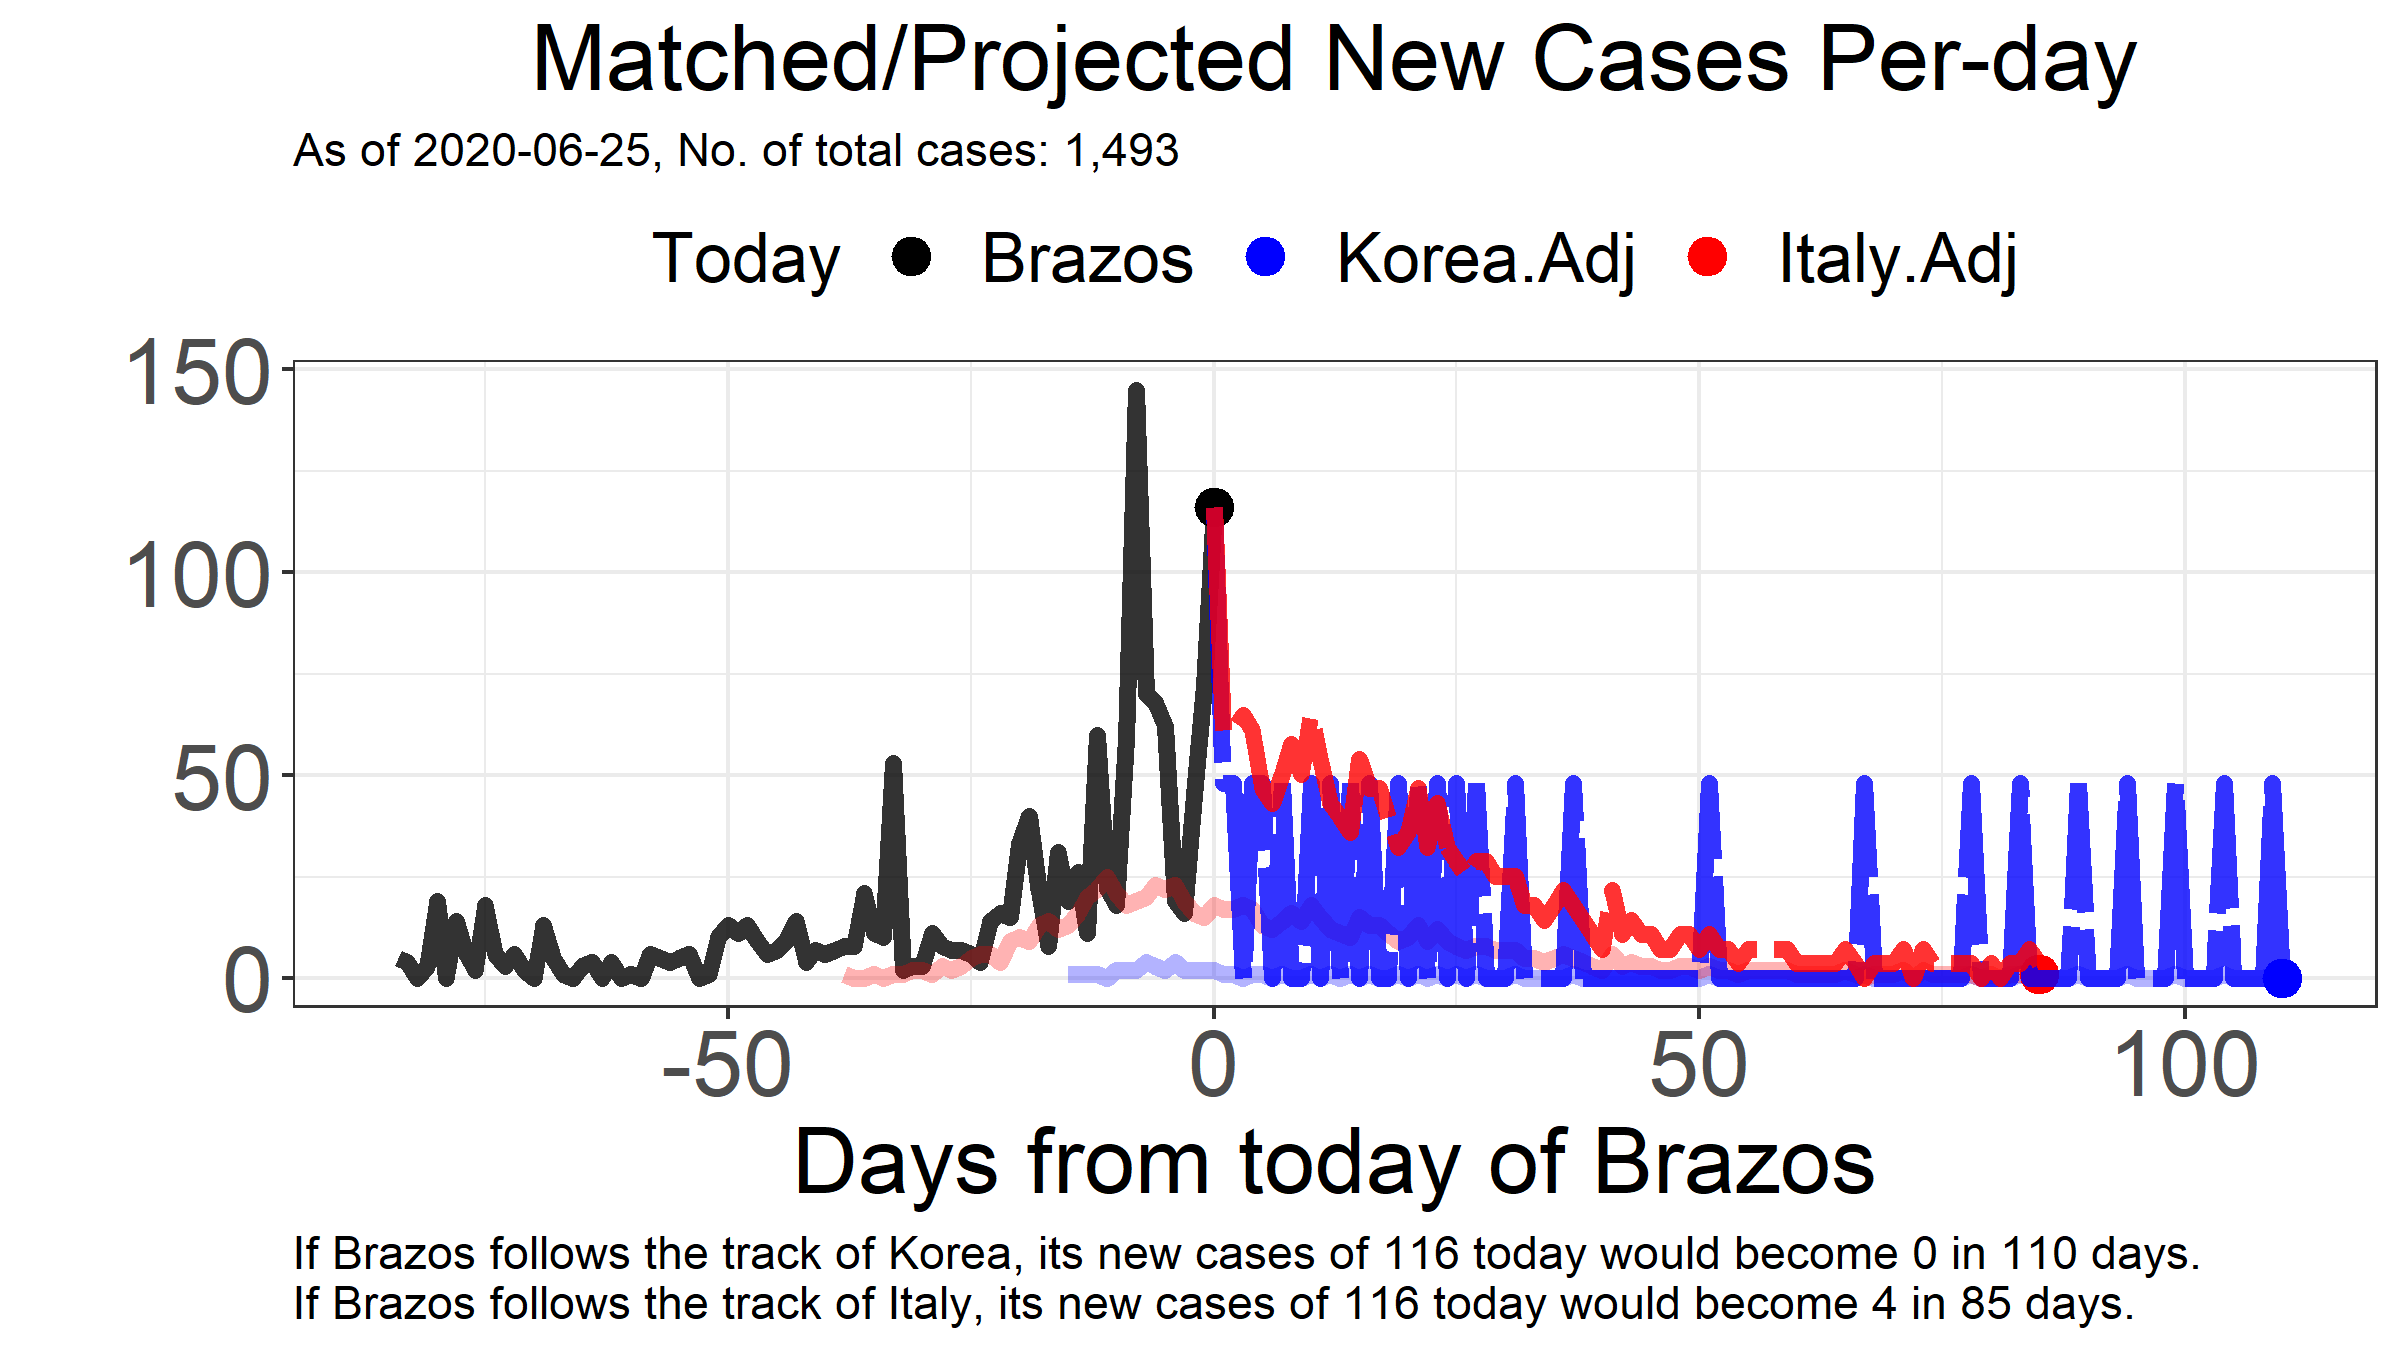 Matched/Projected New Cases Per-day
As of 2020-06-25, No. of total cases: 1,493
Today Brazos Korea.Adj Italy.Adj
150
100
50
0
-50 0 50 100
Days from today of Brazos
If Brazos follows the track of Korea, its new cases of 116 today would become 0 in 110 days.
If Brazos follows the track of Italy, its new cases of 116 today would become 4 in 85 days.